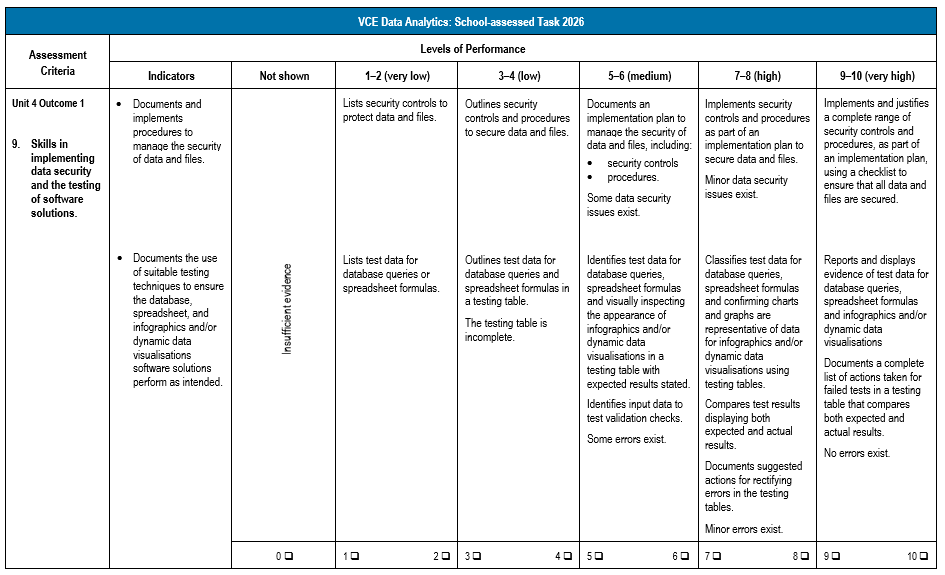 VCE Data Analytics: School-assessed Task 2026
Assessment
Criteria
Levels of Performance
Indicators
Not shown
1–2 (very low)
3–4 (low)
5–6 (medium)
7–8 (high)
9–10 (very high)
Unit 4 Outcome 1
9. Skills in
implementing
data security
and the testing
of software
solutions.
• Documents and
implements
procedures to
manage the security
of data and files.
Insufficient evidence
Lists security controls to
protect data and files.
Outlines security
controls and procedures
to secure data and files.
Documents an
implementation plan to
manage the security of
data and files, including:
• security controls
• procedures.
Some data security
issues exist.
Implements security
controls and procedures
as part of an
implementation plan to
secure data and files.
Minor data security
issues exist.
Implements and justifies
a complete range of
security controls and
procedures, as part of
an implementation plan,
using a checklist to
ensure that all data and
files are secured.
• Documents the use
of suitable testing
techniques to ensure
the database,
spreadsheet, and
infographics and/or
dynamic data
visualisations
software solutions
perform as intended.
Lists test data for
database queries or
spreadsheet formulas.
Outlines test data for
database queries and
spreadsheet formulas in
a testing table.
The testing table is
incomplete.
Identifies test data for
database queries,
spreadsheet formulas
and visually inspecting
the appearance of
infographics and/or
dynamic data
visualisations in a
testing table with
expected results stated.
Identifies input data to
test validation checks.
Some errors exist.
Classifies test data for
database queries,
spreadsheet formulas
and confirming charts
and graphs are
representative of data
for infographics and/or
dynamic data
visualisations using
testing tables.
Compares test results
displaying both
expected and actual
results.
Documents suggested
actions for rectifying
errors in the testing
tables.
Minor errors exist.
Reports and displays
evidence of test data for
database queries,
spreadsheet formulas
and infographics and/or
dynamic data
visualisations
Documents a complete
list of actions taken for
failed tests in a testing
table that compares
both expected and
actual results.
No errors exist.
0 ❑
1 ❑ 2 ❑
3 ❑ 4 ❑
5 ❑ 6 ❑
7 ❑ 8 ❑
9 ❑ 10 ❑